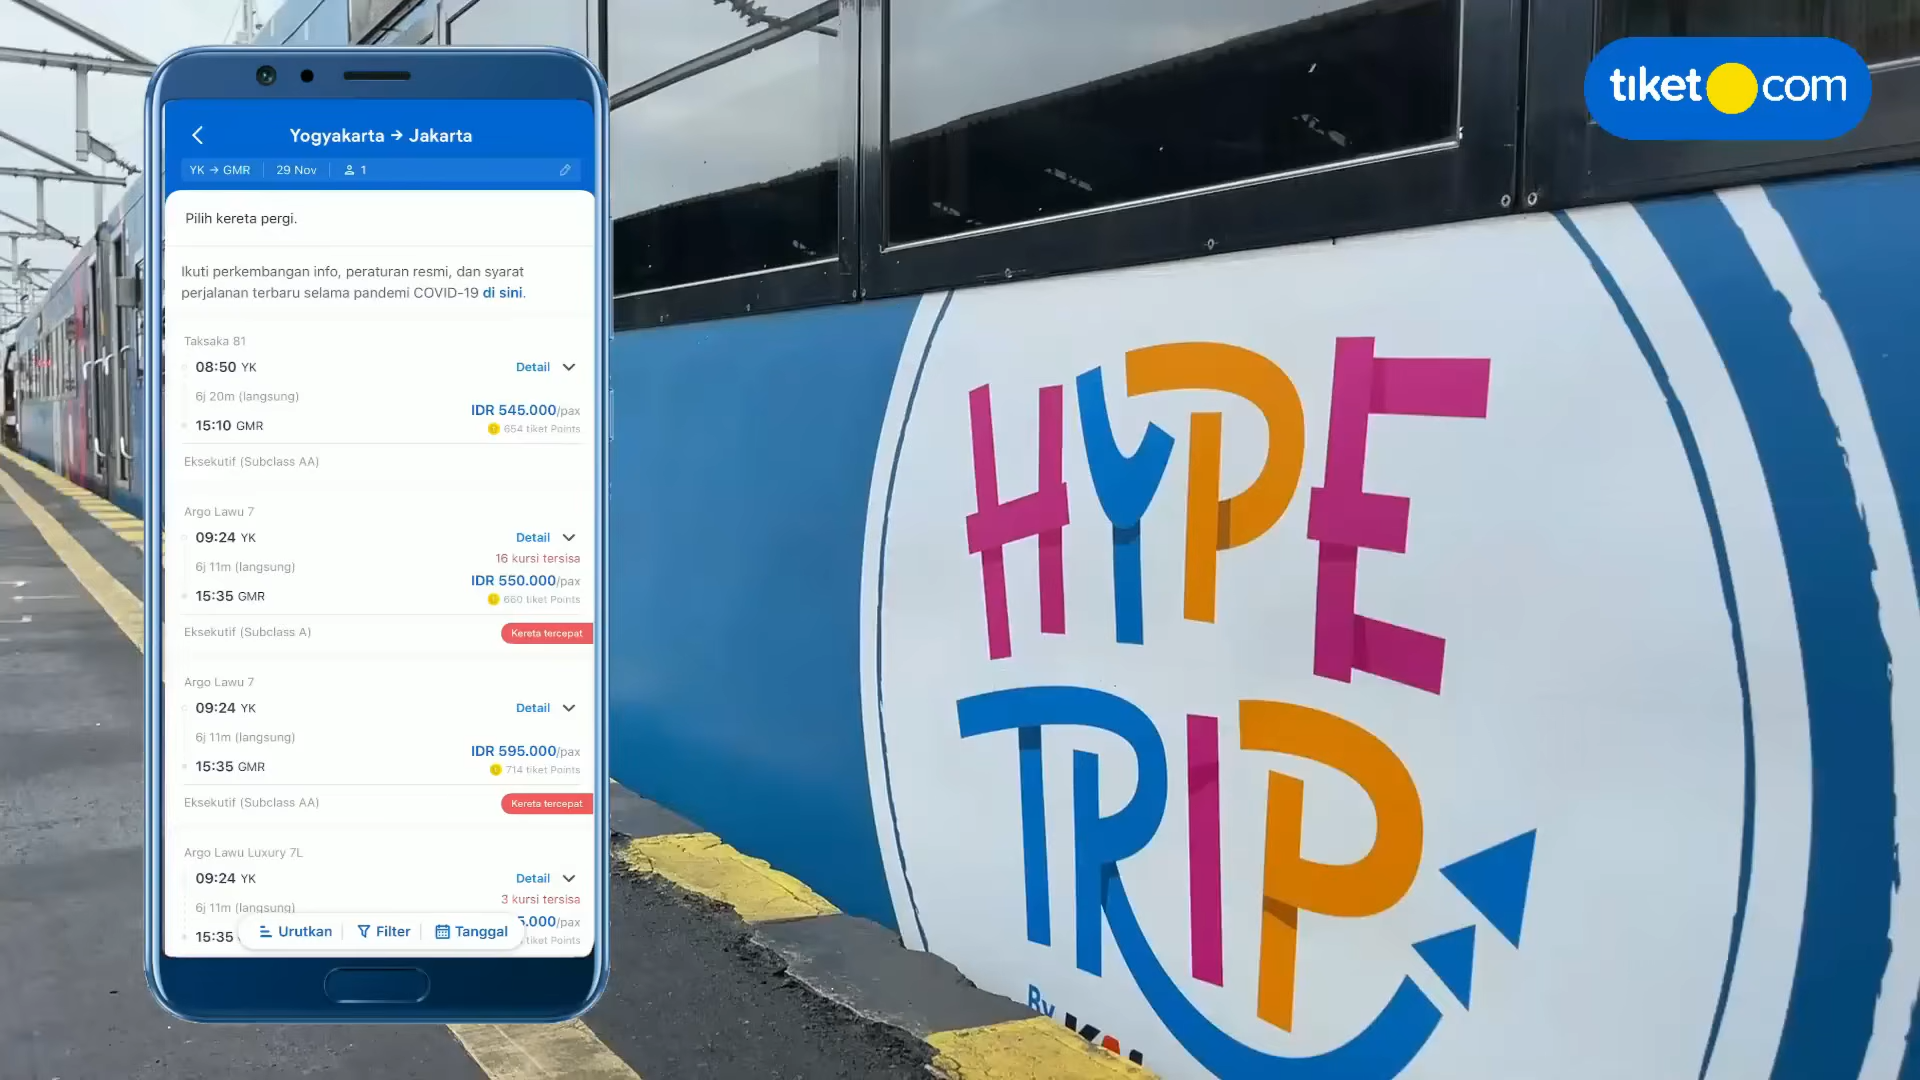 Yogyakarta → Jakarta
YK → GMR 29 Nov 1
Pilih kereta pergi.
Ikuti perkembangan info, peraturan resmi, dan syarat
perjalanan terbaru selama pandemi COVID-19 di sini.
Taksaka 81
08:50 YK Detail
6j 20m (langsung)
IDR 545.000/pax
15:10 GMR 654 tiket Points
Eksekutif (Subclass AA)
Argo Lawu 7
09:24 YK Detail
16 kursi tersisa
6j 11m (langsung)
IDR 550.000/pax
15:35 GMR 660 tiket Points
Eksekutif (Subclass A) Kereta tercepat
Argo Lawu 7
09:24 YK Detail
6j 11m (langsung)
IDR 595.000/pax
15:35 GMR 714 tiket Points
Eksekutif (Subclass AA) Kereta tercepat
Argo Lawu Luxury 7L
09:24 YK Detail
3 kursi tersisa
6j 11m (langsung)
5.000/pax
15:35 tiket Points
Urutkan Filter Tanggal
tiket.com
HYPE
TRIP
By KAI